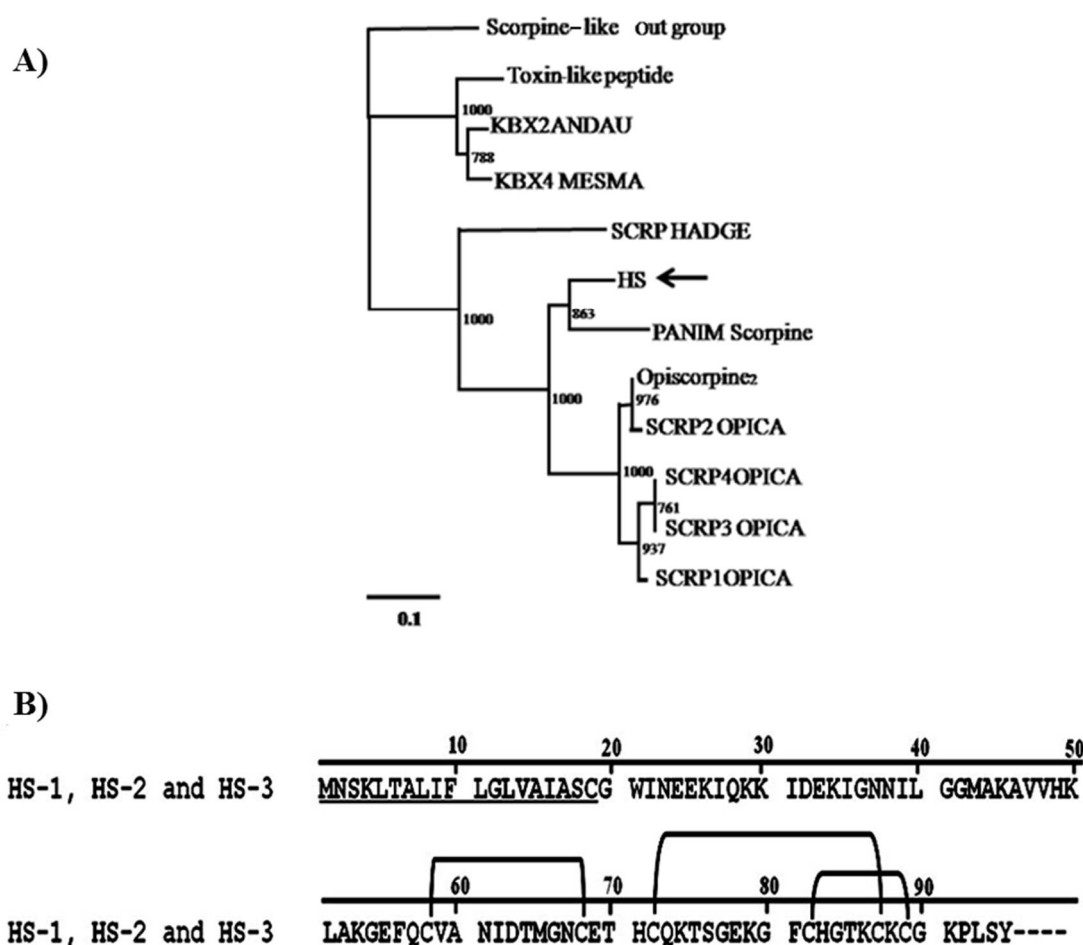 A)
Scorpine-like Out group
Toxin-like peptide
1000
KBX2ANDAU
788
KBX4 MESMA
SCRP HADGE
HS
1000
863
PANIM Scorpine
Opiscorpine2
1000
976
SCRP2 OPICA
1000
SCRP4OPICA
761
SCRP3 OPICA
937
SCRP1OPICA
0.1
B)
10 20 30 40 50
HS-1, HS-2 and HS-3 MNSKLTALIF LGLVAIASCG WINEEKIQKK IDEKIGNNIL GGMAKAVVHK
60 70 80 90
HS-1, HS-2 and HS-3 LAKGEFQCVA NIDTMGNCET HCQKTSGEKG FCHGTKCKCG KPLSY----